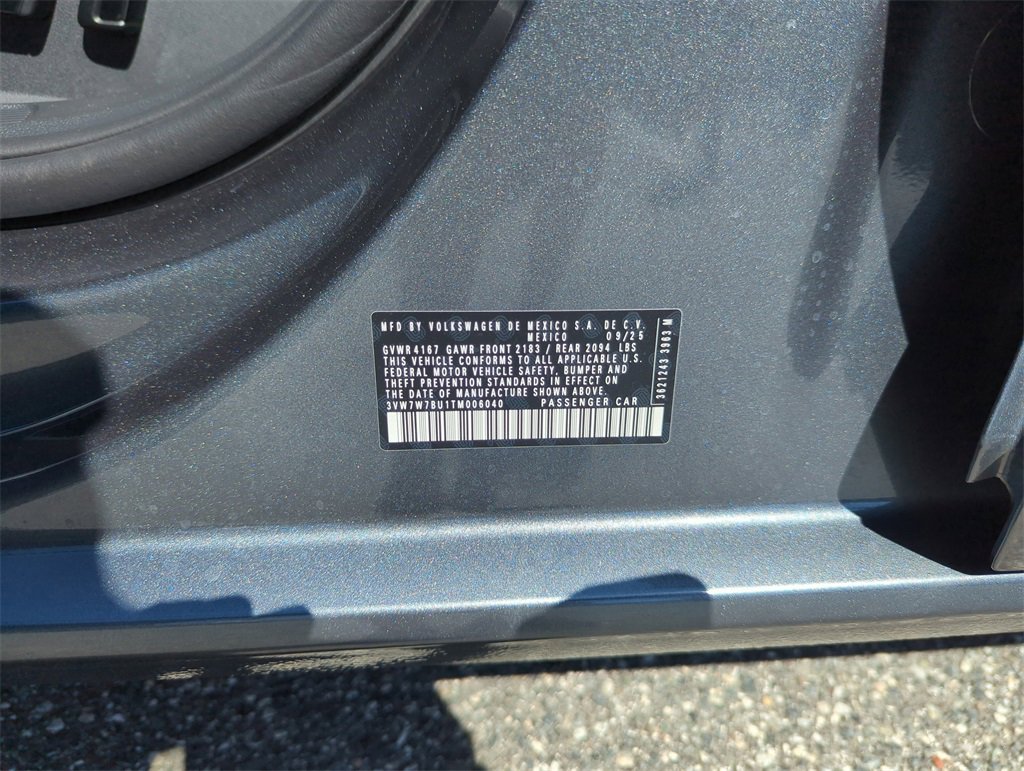 MFD BY VOLKSWAGEN DE MEXICO S.A. DE C.V.
MEXICO 09/25
GVWR 4167 GAWR FRONT 2183 / REAR 2094 LBS
THIS VEHICLE CONFORMS TO ALL APPLICABLE U.S.
FEDERAL MOTOR VEHICLE SAFETY, BUMPER AND
THEFT PREVENTION STANDARDS IN EFFECT ON
THE DATE OF MANUFACTURE SHOWN ABOVE.
3VW7W7BU1TM006040 PASSENGER CAR
3621243 3963 M